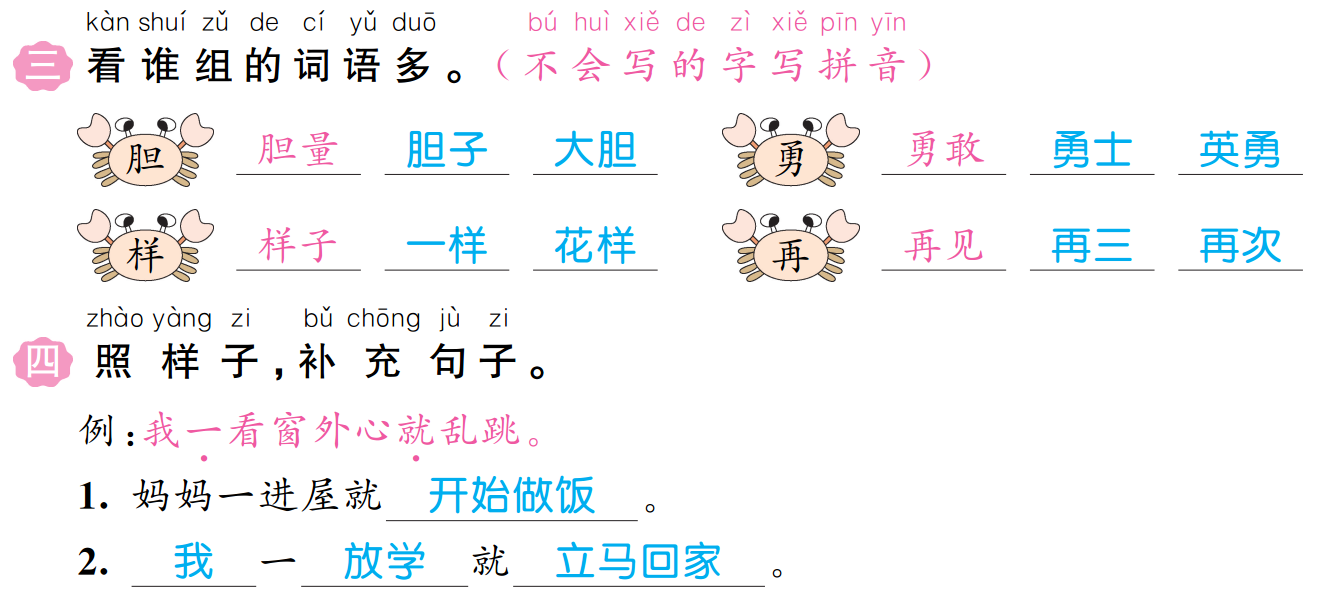 kàn shuí zǔ de cí yǔ duō bú huì xiě de zì xiě pīn yīn
三 看谁组的词语多。(不会写的字写拼音)
胆 胆量 胆子 大胆 勇 勇敢 勇士 英勇
样 样子 一样 花样 再 再见 再三 再次
zhào yàng zi bǔ chōng jù zi
四 照样子,补充句子。
例:我一看窗外心就乱跳。
1. 妈妈一进屋就开始做饭。
2. 我一放学就立马回家。